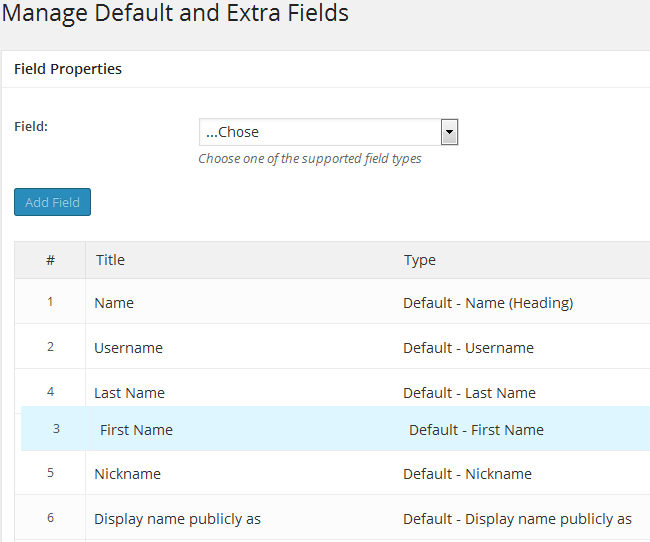 Manage Default and Extra Fields
Field Properties
Field: ...Chose
Choose one of the supported field types
Add Field
# Title Type
1 Name Default - Name (Heading)
2 Username Default - Username
4 Last Name Default - Last Name
3 First Name Default - First Name
5 Nickname Default - Nickname
6 Display name publicly as Default - Display name publicly as